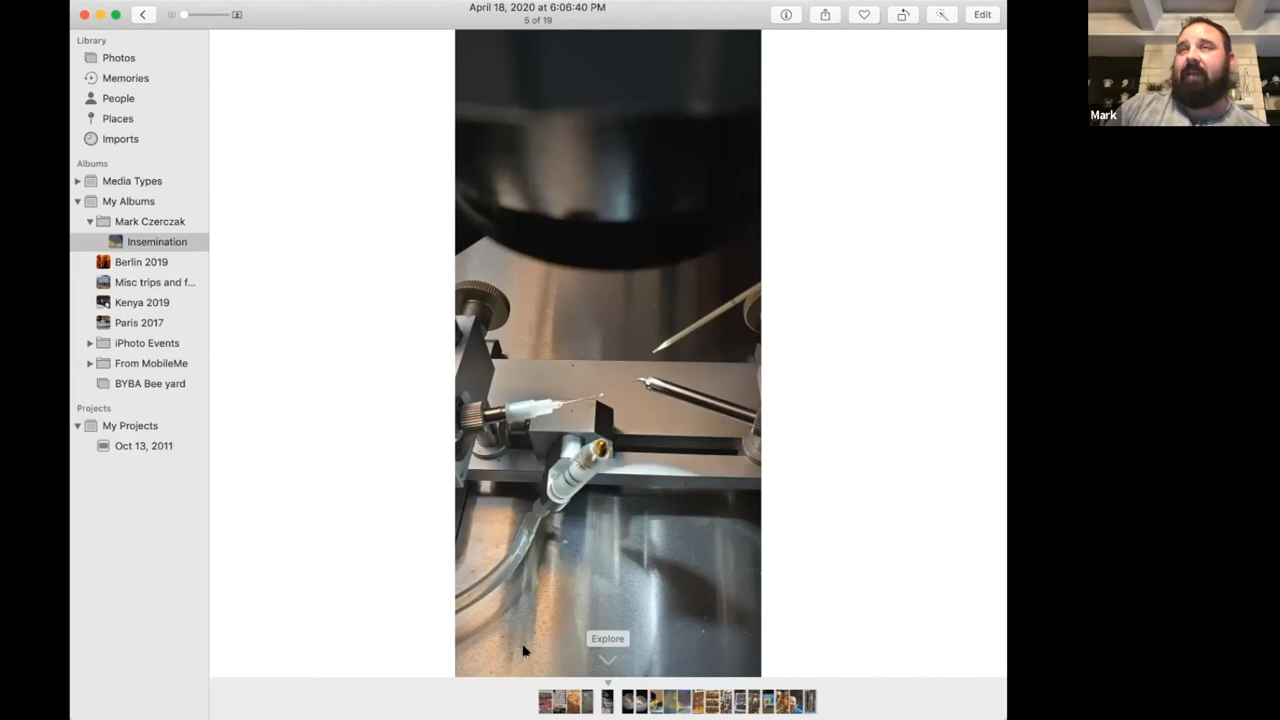 April 18, 2020 at 6:06:40 PM
5 of 19
Edit
Library
Photos
Memories
People
Places
Imports
Albums
Media Types
My Albums
Mark Czerczak
Insemination
Berlin 2019
Misc trips and f...
Kenya 2019
Paris 2017
iPhoto Events
From MobileMe
BYBA Bee yard
Projects
My Projects
Oct 13, 2011
Explore
Mark